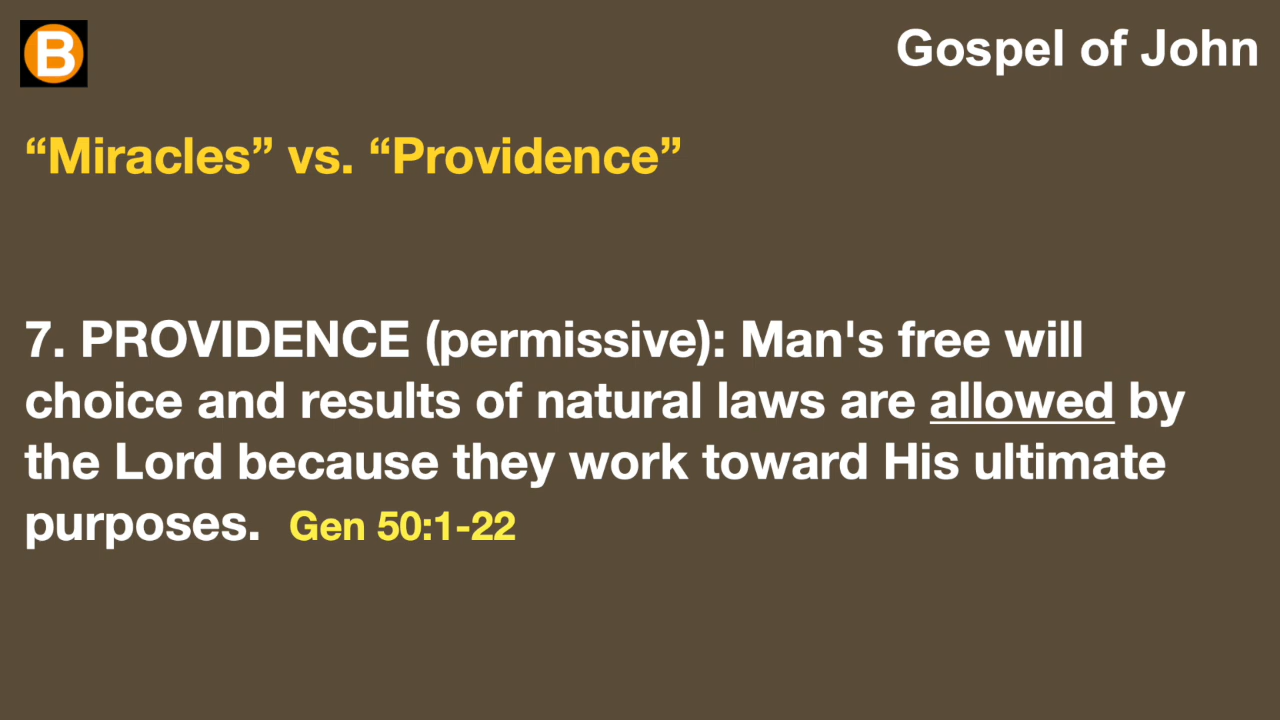 B
Gospel of John
“Miracles” vs. “Providence”
7. PROVIDENCE (permissive): Man's free will
choice and results of natural laws are allowed by
the Lord because they work toward His ultimate
purposes. Gen 50:1-22